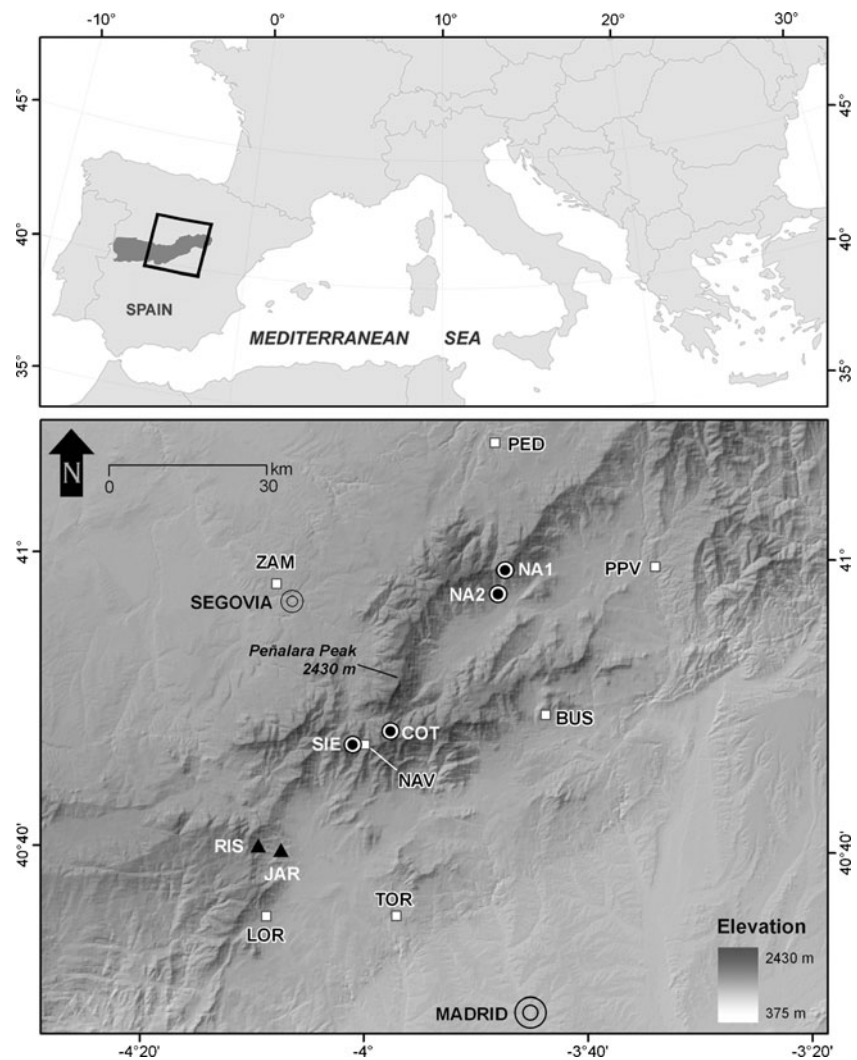 -10°
0°
10°
20°
30°
45°
45°
40°
40°
35°
35°
SPAIN
MEDITERRANEAN SEA
N
km
0
30
PED
41°
41°
ZAM
NA1
PPV
NA2
SEGOVIA
Peñalara Peak
2430 m
BUS
COT
SIE
NAV
40°40'
40°40'
RIS
JAR
TOR
LOR
Elevation
2430 m
375 m
MADRID
-4°20
-4°
-3°40
-3°20